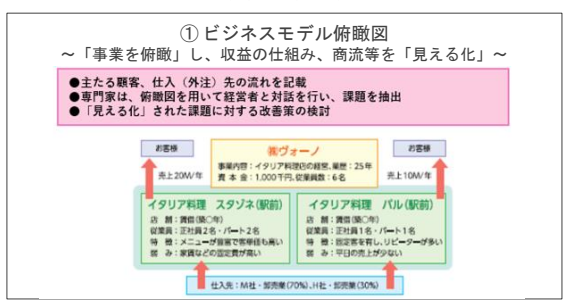 ① ビジネスモデル俯瞰図
～「事業を俯瞰」し、収益の仕組み、商流等を「見える化」～
●主たる顧客、仕入（外注）先の流れを記載
●専門家は、俯瞰図を用いて経営者と対話を行い、課題を抽出
●「見える化」された課題に対する改善策の検討
お客様
㈱ヴォーノ
お客様
事業内容：イタリア料理店の経営、業歴：25年
資本金：1,000千円、従業員数：6名
売上20M/年
売上10M/年
イタリア料理 スタゾネ(駅前)
店 舗：賃借(築○年)
従業員：正社員2名・パート2名
特 徴：メニューが豊富で客単価も高い
弱 み：家賃などの固定費が高い
イタリア料理 パル(駅前)
店 舗：賃借(築○年)
従業員：正社員1名・パート1名
特 徴：固定客を有し、リピーターが多い
弱 み：平日の売上が少ない
仕入先：M社・卸売業(70%)、H社・卸売業(30%)